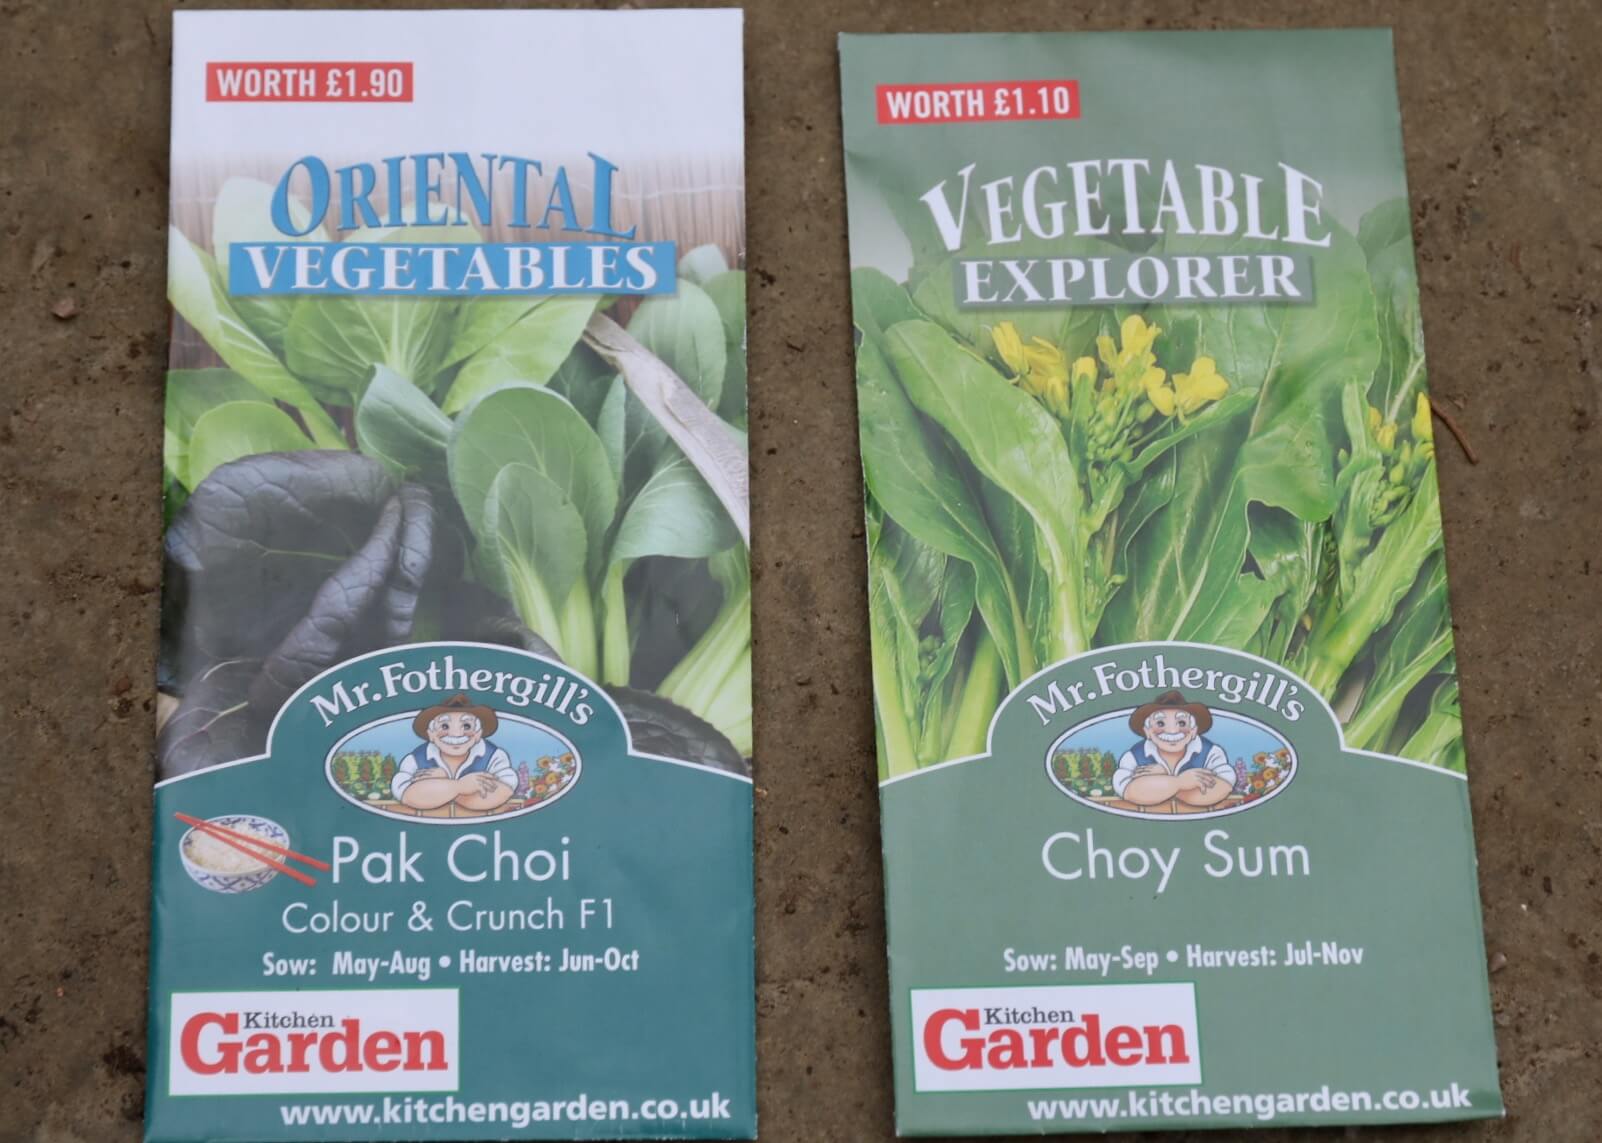 WORTH £1.90
ORIENTAL
VEGETABLES
Mr. Fothergill's
Pak Choi
Colour & Crunch F1
Sow: May-Aug • Harvest: Jun-Oct
Kitchen
Garden
www.kitchengarden.co.uk
WORTH £1.10
VEGETABLE
EXPLORER
Mr. Fothergill's
Choy Sum
Sow: May-Sep • Harvest: Jul-Nov
Kitchen
Garden
www.kitchengarden.co.uk